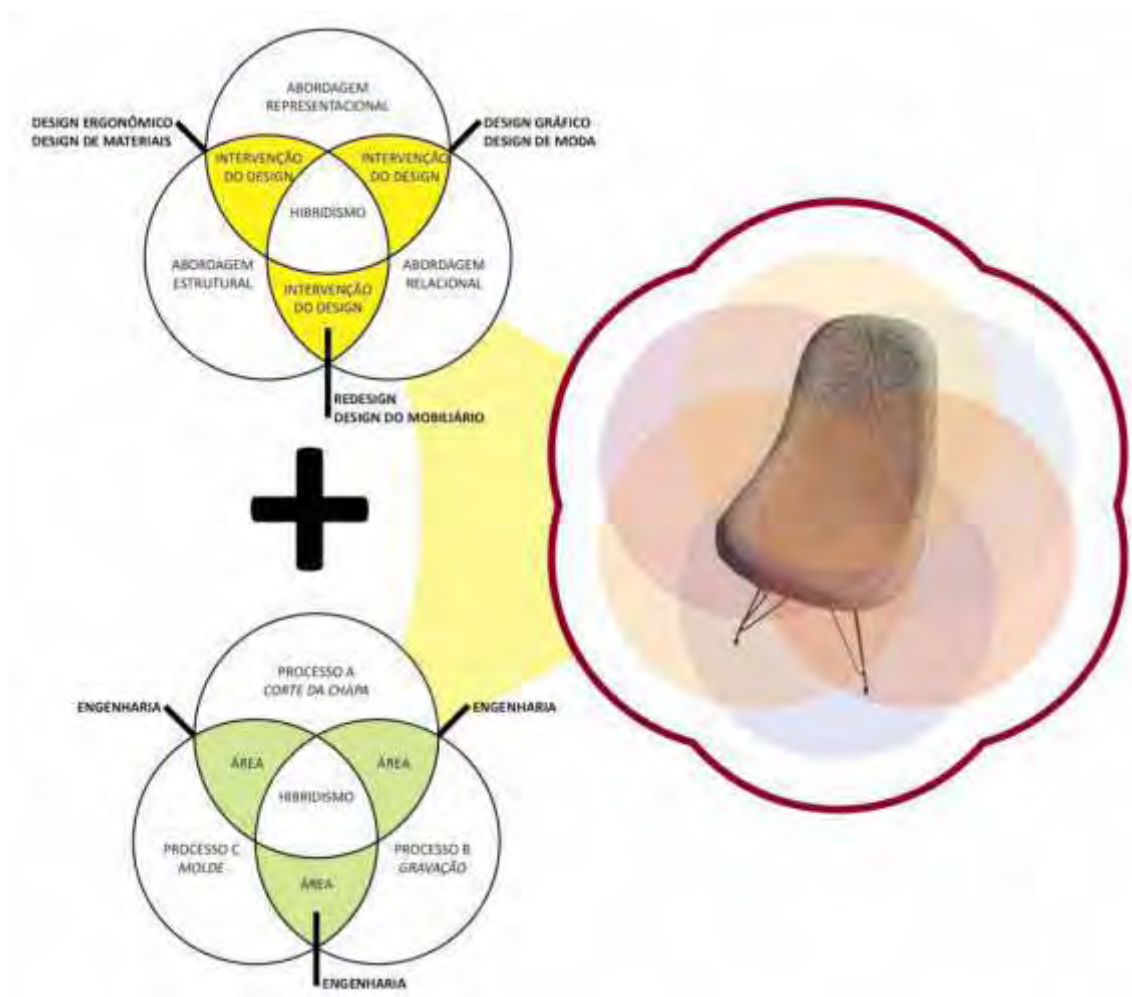 ABORDAGEM
REPRESENTACIONAL
DESIGN ERGONÔMICO
DESIGN DE MATERIAIS
DESIGN GRÁFICO
DESIGN DE MODA
INTERVENÇÃO
DO DESIGN
INTERVENÇÃO
DO DESIGN
HIBRIDISMO
ABORDAGEM
ESTRUTURAL
ABORDAGEM
RELACIONAL
INTERVENÇÃO
DO DESIGN
REDESIGN
DESIGN DO MOBILIÁRIO
PROCESSO A
CORTE DA CHAPA
ENGENHARIA
ENGENHARIA
ÁREA
ÁREA
HIBRIDISMO
PROCESSO C
MOLDE
PROCESSO B
GRAVAÇÃO
ÁREA
ENGENHARIA